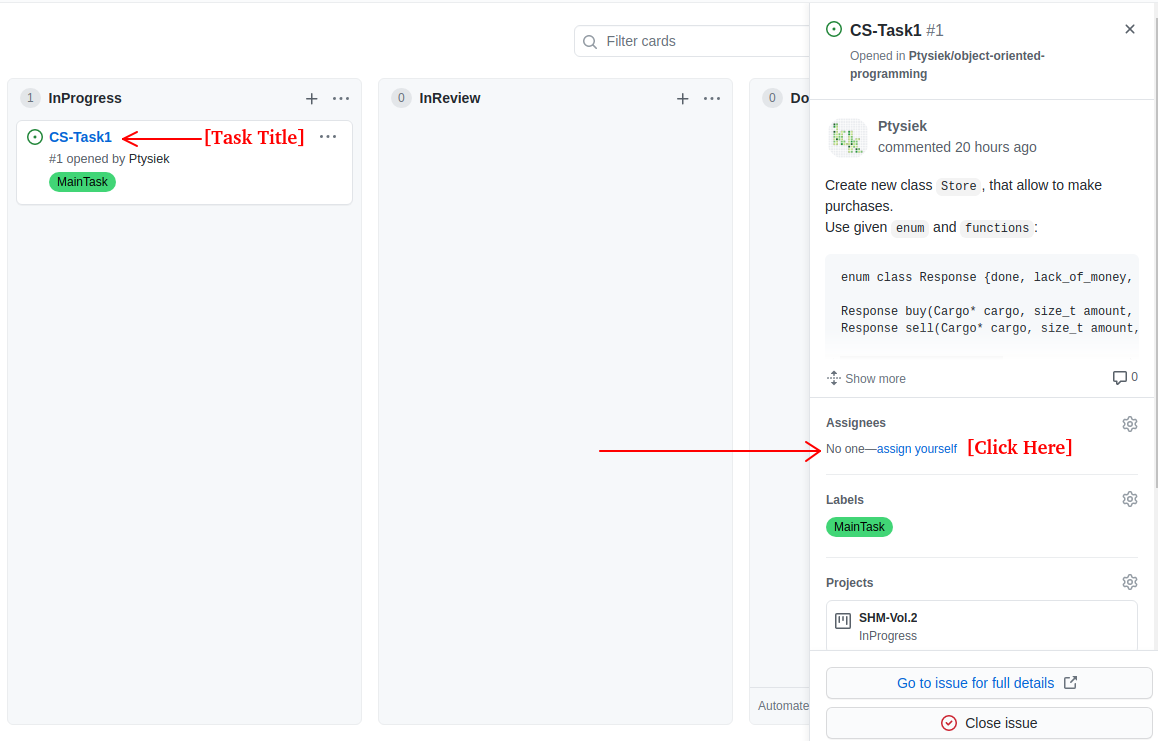 Filter cards
1 InProgress
CS-Task1 [Task Title]
#1 opened by Ptysiek
MainTask
0 InReview
0 Do
Automate
CS-Task1 #1
Opened in Ptysiek/object-oriented-
programming
Ptysiek
commented 20 hours ago
Create new class Store, that allow to make
purchases.
Use given enum and functions:
enum class Response {done, lack_of_money,
Response buy(Cargo* cargo, size_t amount,
Response sell(Cargo* cargo, size_t amount,
Show more 0
Assignees
No one—assign yourself [Click Here]
Labels
MainTask
Projects
SHM-Vol.2
InProgress
Go to issue for full details
Close issue